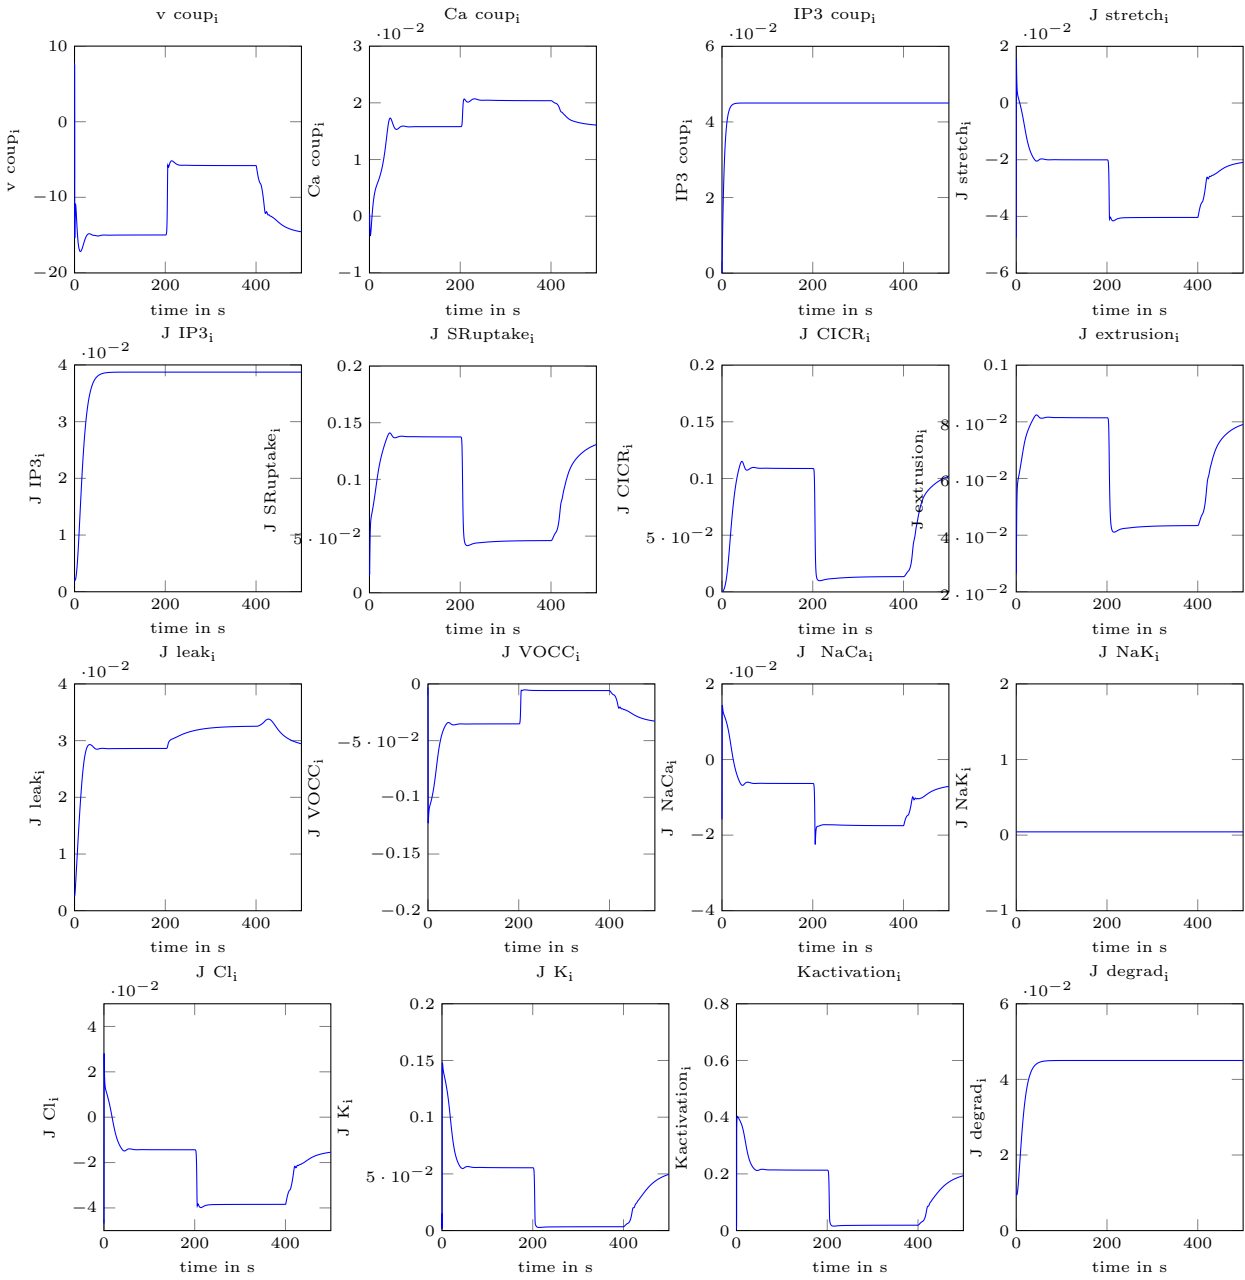 v coup_i
Ca coup_i
IP3 coup_i
J stretch_i
·10⁻²
·10⁻²
·10⁻²
10
0
−10
−20
v coup_i
0 200 400
time in s
3
2
1
0
−1
Ca coup_i
0 200 400
time in s
6
4
2
0
IP3 coup_i
0 200 400
time in s
2
0
−2
−4
−6
J stretch_i
0 200 400
time in s
J IP3_i
J SRuptake_i
J CICR_i
J extrusion_i
·10⁻²
4
3
2
1
0
J IP3_i
0 200 400
time in s
0.2
0.15
0.1
5 · 10⁻²
0
J SRuptake_i
0 200 400
time in s
0.2
0.15
0.1
5 · 10⁻²
0
J CICR_i
0 200 400
time in s
0.1
8 · 10⁻²
6 · 10⁻²
4 · 10⁻²
2 · 10⁻²
J extrusion_i
0 200 400
time in s
J leak_i
J VOCC_i
J NaCa_i
J NaK_i
·10⁻²
·10⁻²
4
3
2
1
0
J leak_i
0 200 400
time in s
0
−5 · 10⁻²
−0.1
−0.15
−0.2
J VOCC_i
0 200 400
time in s
2
0
−2
−4
J NaCa_i
0 200 400
time in s
2
1
0
−1
J NaK_i
0 200 400
time in s
J Cl_i
J K_i
Kactivation_i
J degrad_i
·10⁻²
·10⁻²
4
2
0
−2
−4
J Cl_i
0 200 400
time in s
0.2
0.15
0.1
5 · 10⁻²
0
J K_i
0 200 400
time in s
0.8
0.6
0.4
0.2
0
Kactivation_i
0 200 400
time in s
6
4
2
0
J degrad_i
0 200 400
time in s